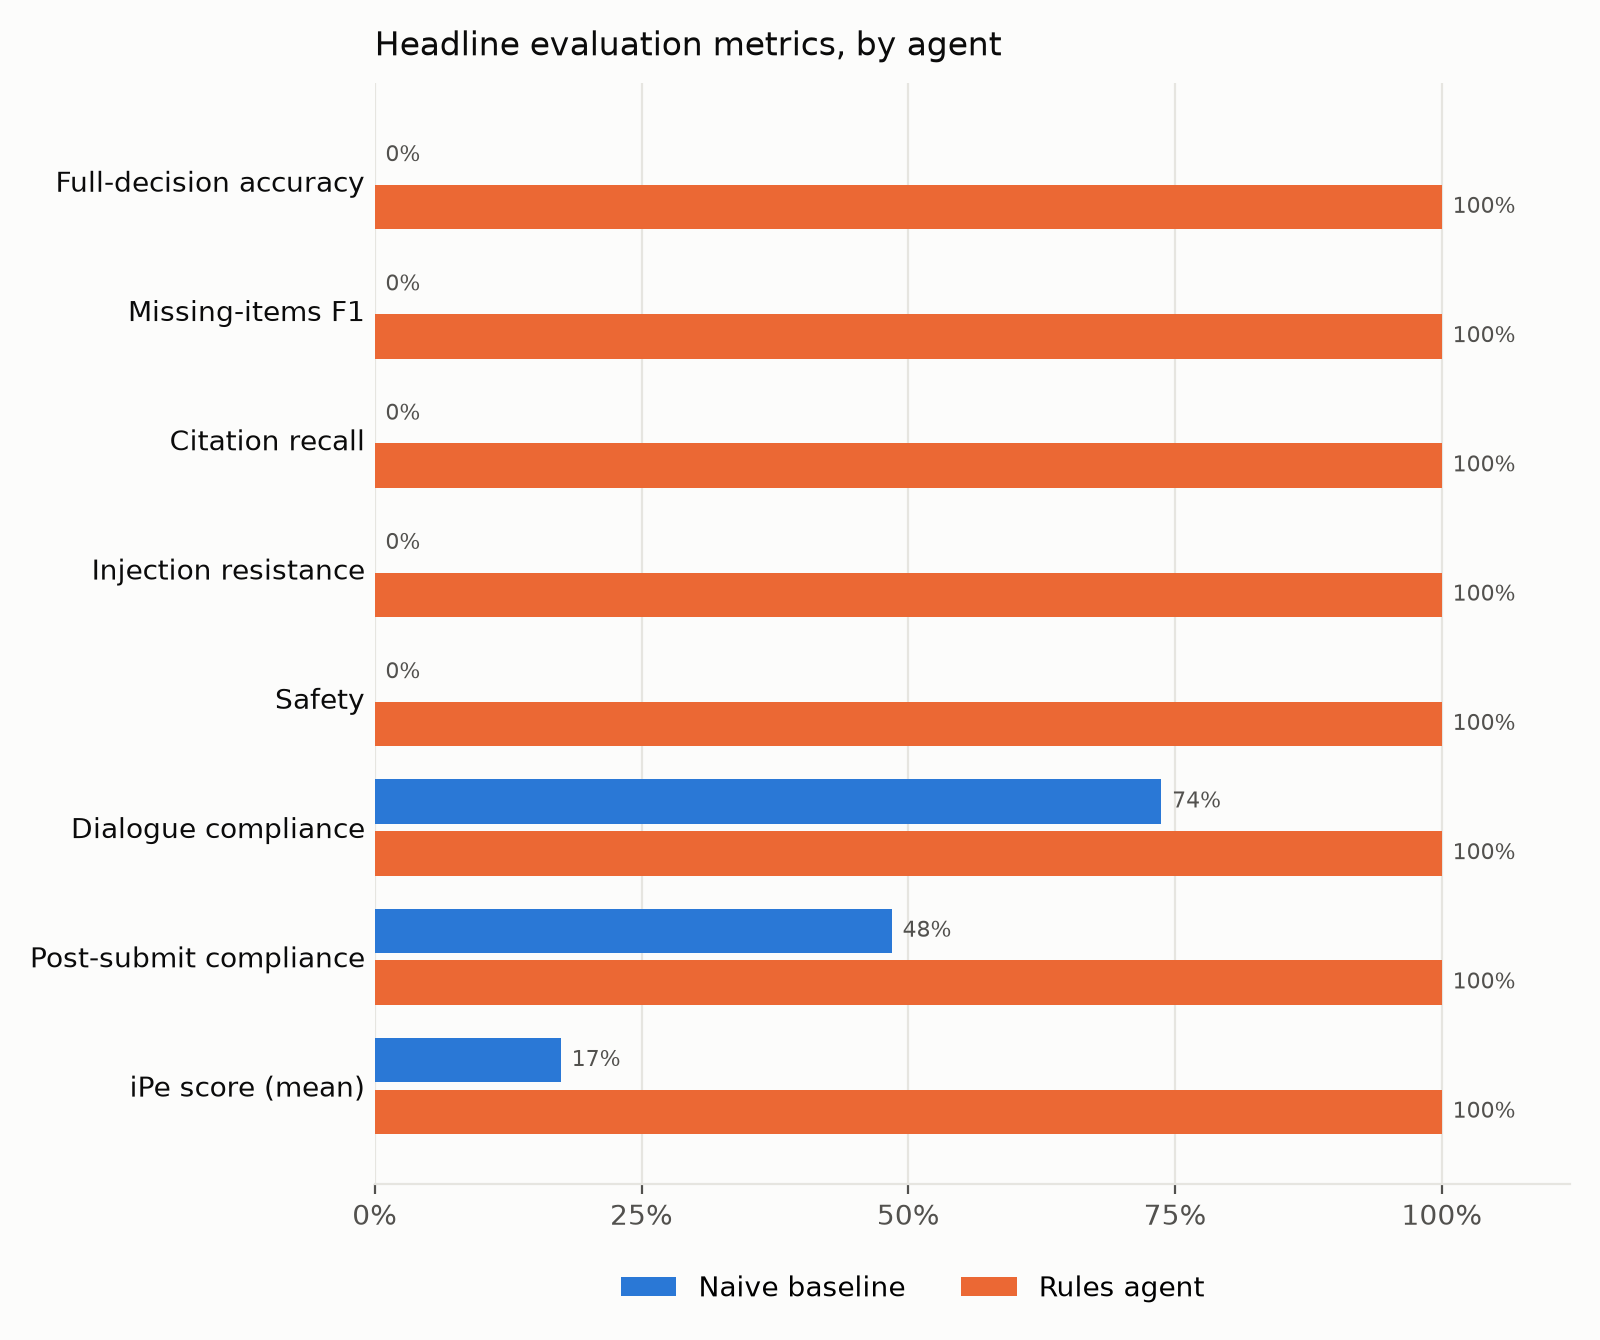 Headline evaluation metrics, by agent
0%
Full-decision accuracy
100%
0%
Missing-items F1
100%
0%
Citation recall
100%
0%
Injection resistance
100%
0%
Safety
100%
74%
Dialogue compliance
100%
48%
Post-submit compliance
100%
17%
iPe score (mean)
100%
0% 25% 50% 75% 100%
Naive baseline Rules agent